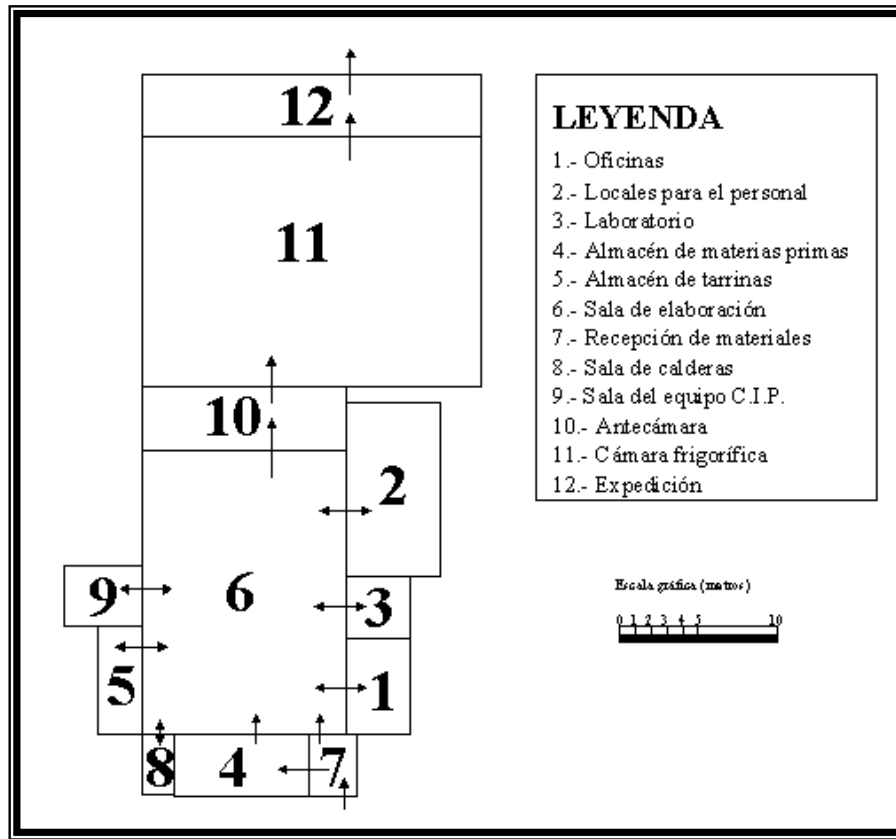 12
LEYENDA
1.- Oficinas
2.- Locales para el personal
3.- Laboratorio
4.- Almacén de materias primas
5.- Almacén de tarrinas
6.- Sala de elaboración
7.- Recepción de materiales
8.- Sala de calderas
9.- Sala del equipo C.I.P.
10.- Antecámara
11.- Cámara frigorífica
12.- Expedición
11
10
2
9
6
3
5
1
8
4
7
Escala gráfica (metros)
0 1 2 3 4 5 10